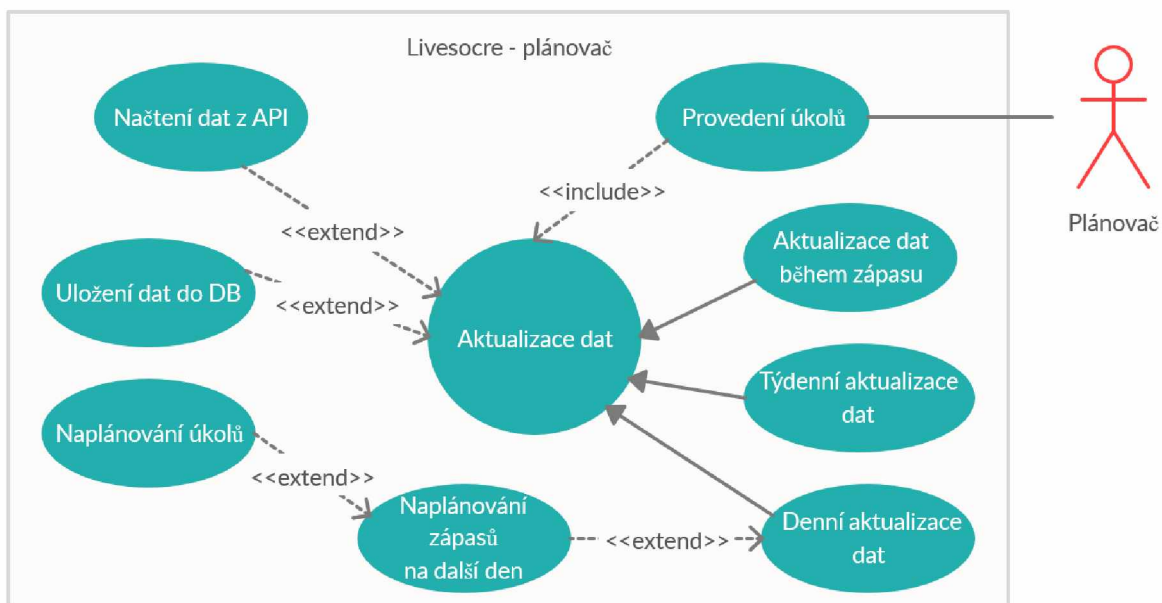 Livesocre - plánovač
Načtení dat z API
Provedení úkolů
<<include>>
Plánovač
<<extend>>
Aktualizace dat
během zápasu
Uložení dat do DB
<<extend>>
Aktualizace dat
Týdenní aktualizace
dat
Naplánování úkolů
<<extend>>
Naplánování
zápasů
na další den
<<extend>>
Denní aktualizace
dat